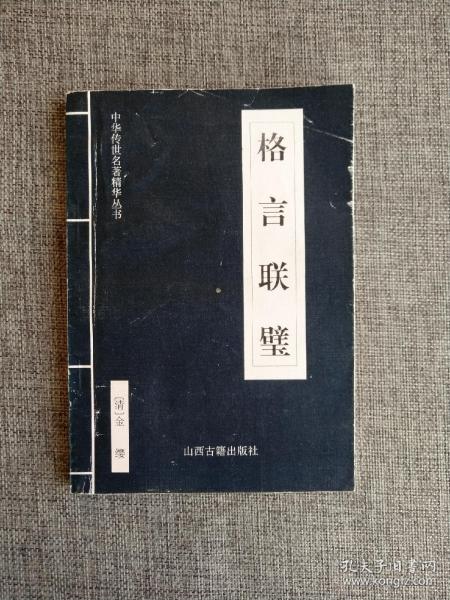 中华传世名著精华丛书
格言联璧
〔清〕金 缨
山西古籍出版社
孔夫子旧书网
www.kongfz.com